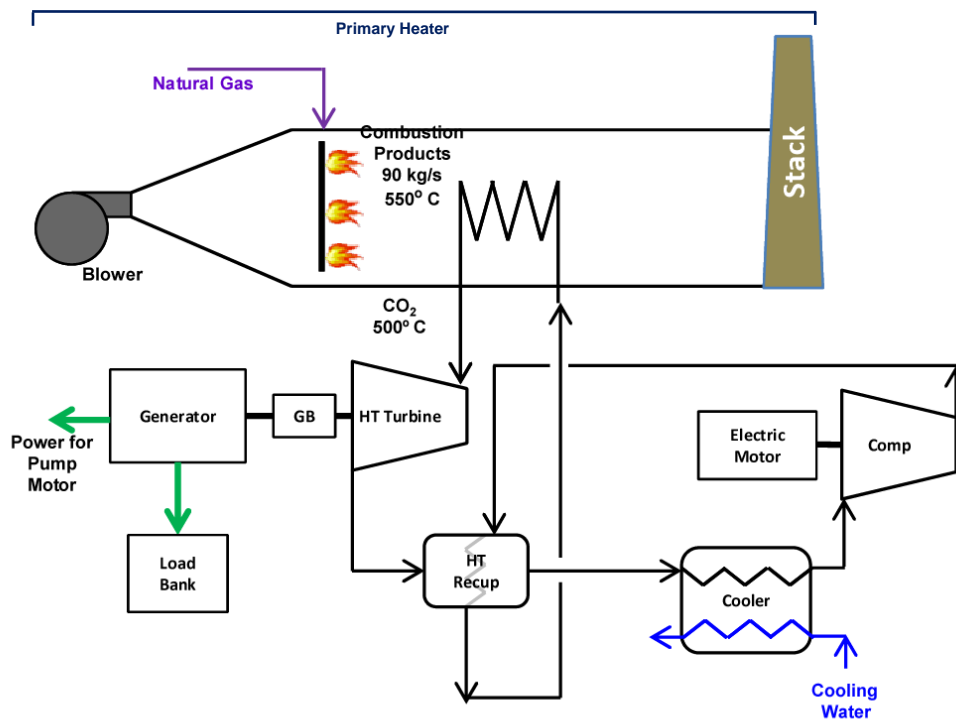 Primary Heater
Natural Gas
Combustion
Products
90 kg/s
550° C
Stack
Blower
CO₂
500° C
Generator
GB
HT Turbine
Electric
Motor
Comp
Power for
Pump
Motor
Load
Bank
HT
Recup
Cooler
Cooling
Water